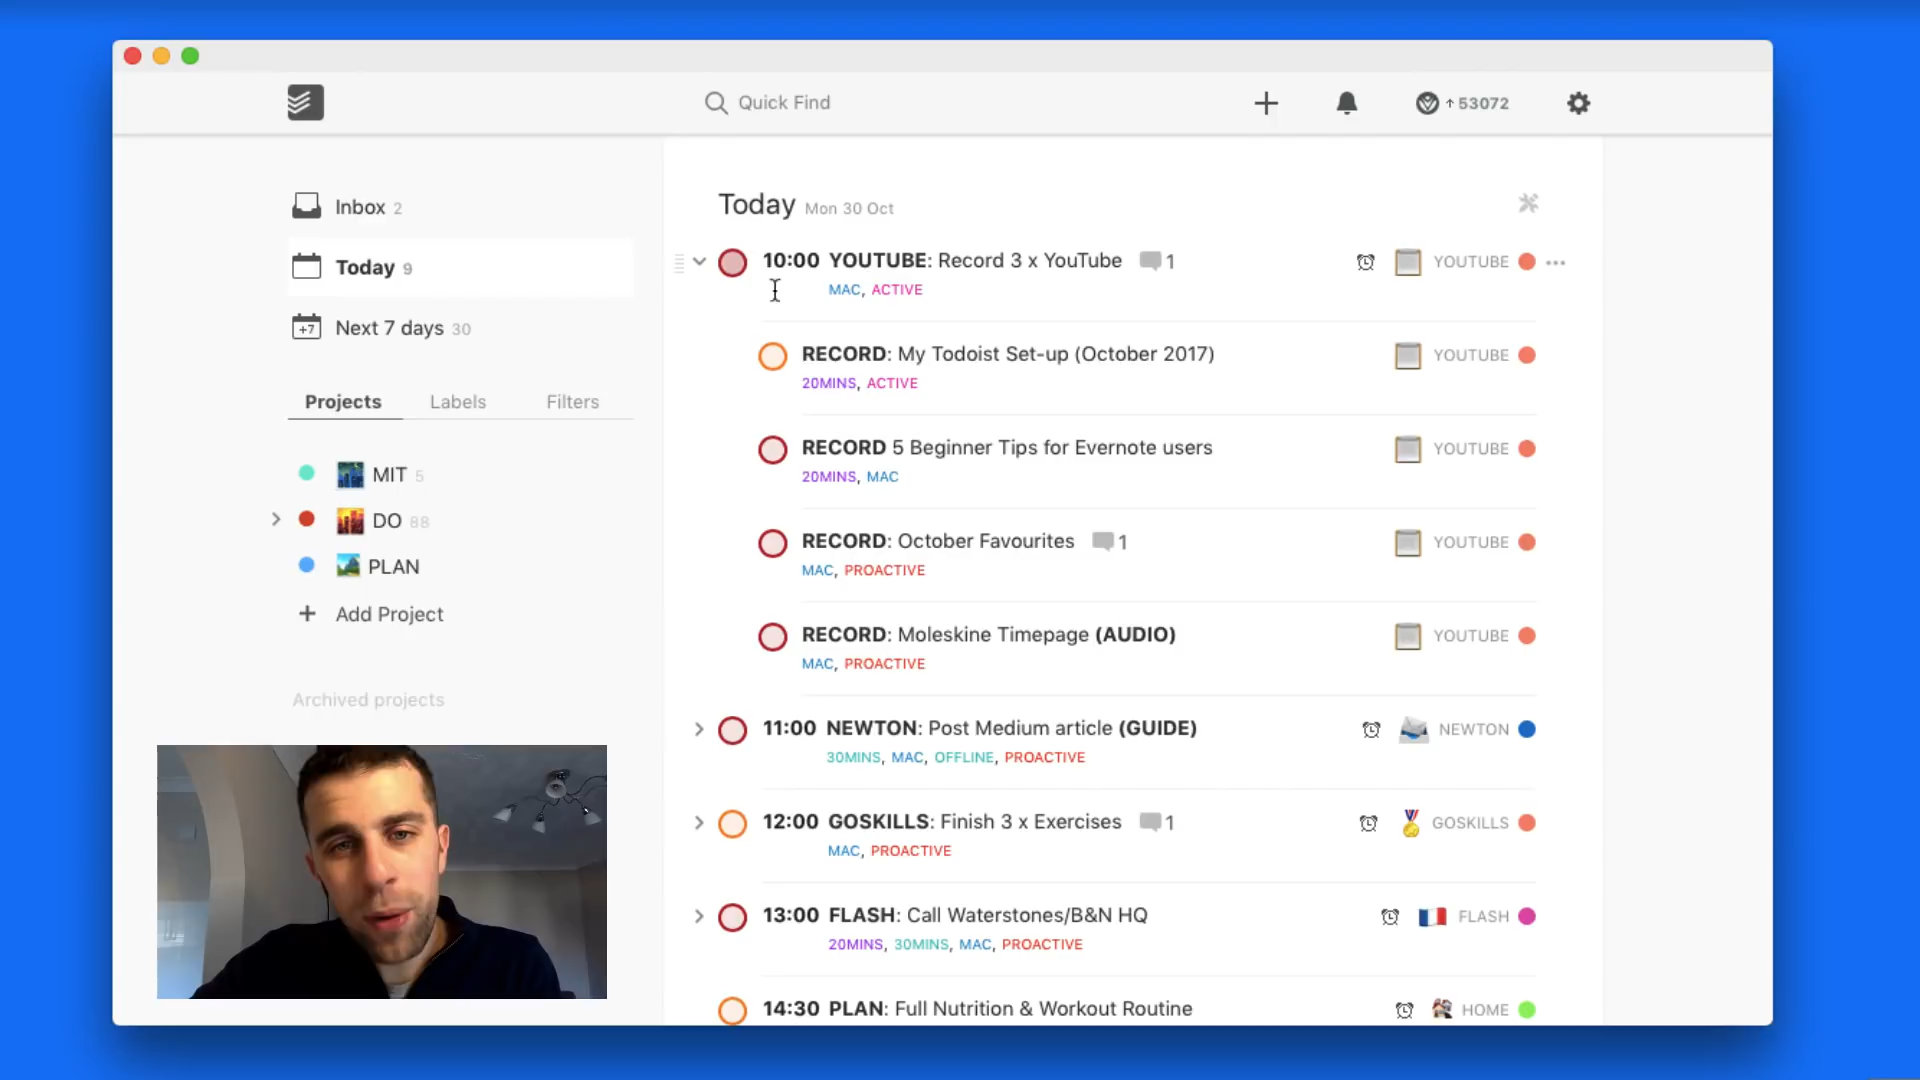 Quick Find
53072
Inbox 2
Today 9
+7 Next 7 days 30
Projects Labels Filters
MIT 5
DO 88
PLAN
+ Add Project
Archived projects
Today Mon 30 Oct
10:00 YOUTUBE: Record 3 x YouTube 1 YOUTUBE
MAC, ACTIVE
RECORD: My Todoist Set-up (October 2017) YOUTUBE
20MINS, ACTIVE
RECORD 5 Beginner Tips for Evernote users YOUTUBE
20MINS, MAC
RECORD: October Favourites 1 YOUTUBE
MAC, PROACTIVE
RECORD: Moleskine Timepage (AUDIO) YOUTUBE
MAC, PROACTIVE
11:00 NEWTON: Post Medium article (GUIDE) NEWTON
30MINS, MAC, OFFLINE, PROACTIVE
12:00 GOSKILLS: Finish 3 x Exercises 1 GOSKILLS
MAC, PROACTIVE
13:00 FLASH: Call Waterstones/B&N HQ FLASH
20MINS, 30MINS, MAC, PROACTIVE
14:30 PLAN: Full Nutrition & Workout Routine HOME